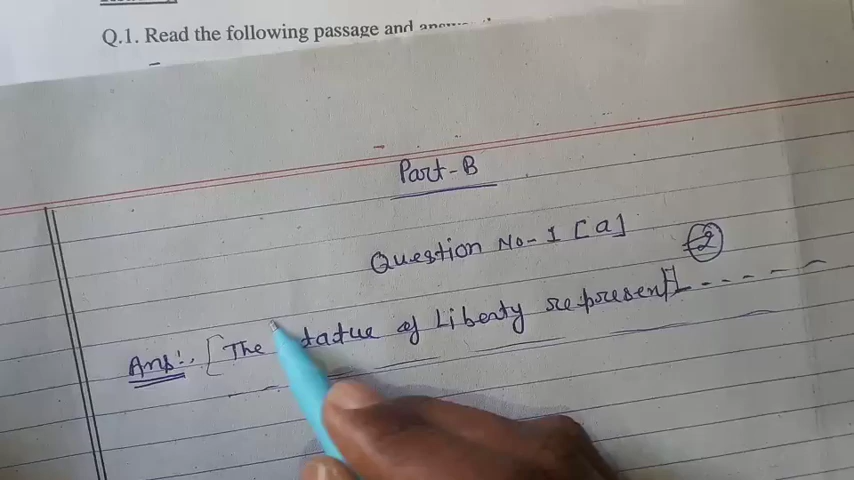 Q.1. Read the following passage and
Part-B
Question No-1 [a]
2
Ans:. [The statue of Liberty represent]------